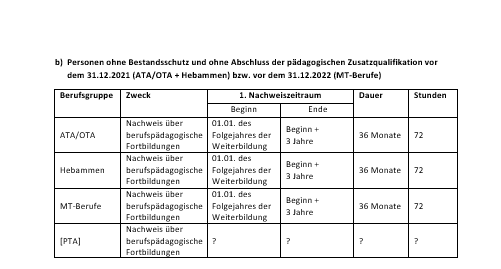 b) Personen ohne Bestandsschutz und ohne Abschluss der pädagogischen Zusatzqualifikation vor
dem 31.12.2021 (ATA/OTA + Hebammen) bzw. vor dem 31.12.2022 (MT-Berufe)
Berufsgruppe Zweck 1. Nachweiszeitraum Dauer Stunden
Beginn Ende
ATA/OTA
Nachweis über
berufspädagogische
Fortbildungen
01.01. des
Folgejahres der
Weiterbildung
Beginn +
3 Jahre
36 Monate
72
Hebammen
Nachweis über
berufspädagogische
Fortbildungen
01.01. des
Folgejahres der
Weiterbildung
Beginn +
3 Jahre
36 Monate
72
MT-Berufe
Nachweis über
berufspädagogische
Fortbildungen
01.01. des
Folgejahres der
Weiterbildung
Beginn +
3 Jahre
36 Monate
72
[PTA]
Nachweis über
berufspädagogische
Fortbildungen
?
?
?
?